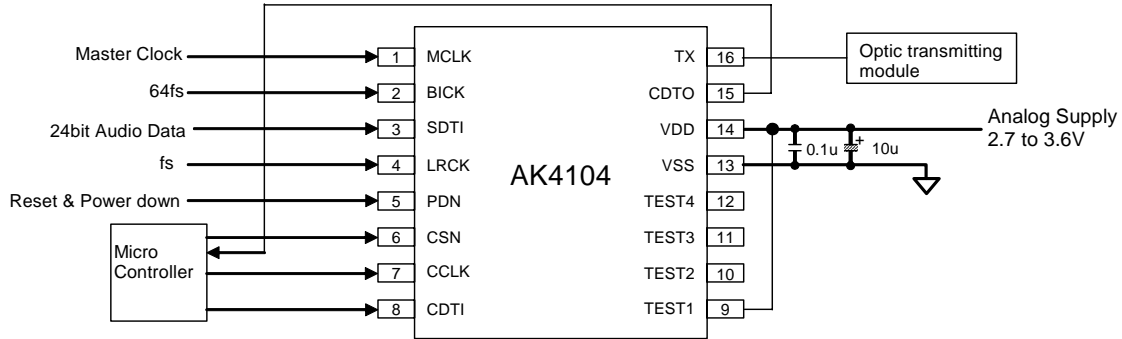 Master Clock
1
MCLK
64fs
2
BICK
24bit Audio Data
3
SDTI
fs
4
LRCK
Reset & Power down
5
PDN
Micro
Controller
6
CSN
7
CCLK
8
CDTI
AK4104
TX
16
Optic transmitting
module
CDTO
15
VDD
14
Analog Supply
2.7 to 3.6V
0.1u
+
10u
VSS
13
TEST4
12
TEST3
11
TEST2
10
TEST1
9